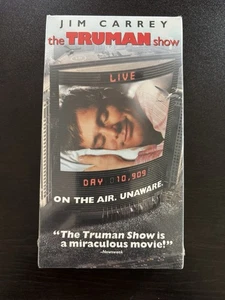 JIM CARREY
the TRUMAN show
LIVE
DAY 10,909
ON THE AIR. UNAWARE.
"The Truman Show is
a miraculous movie!"
—Newsweek